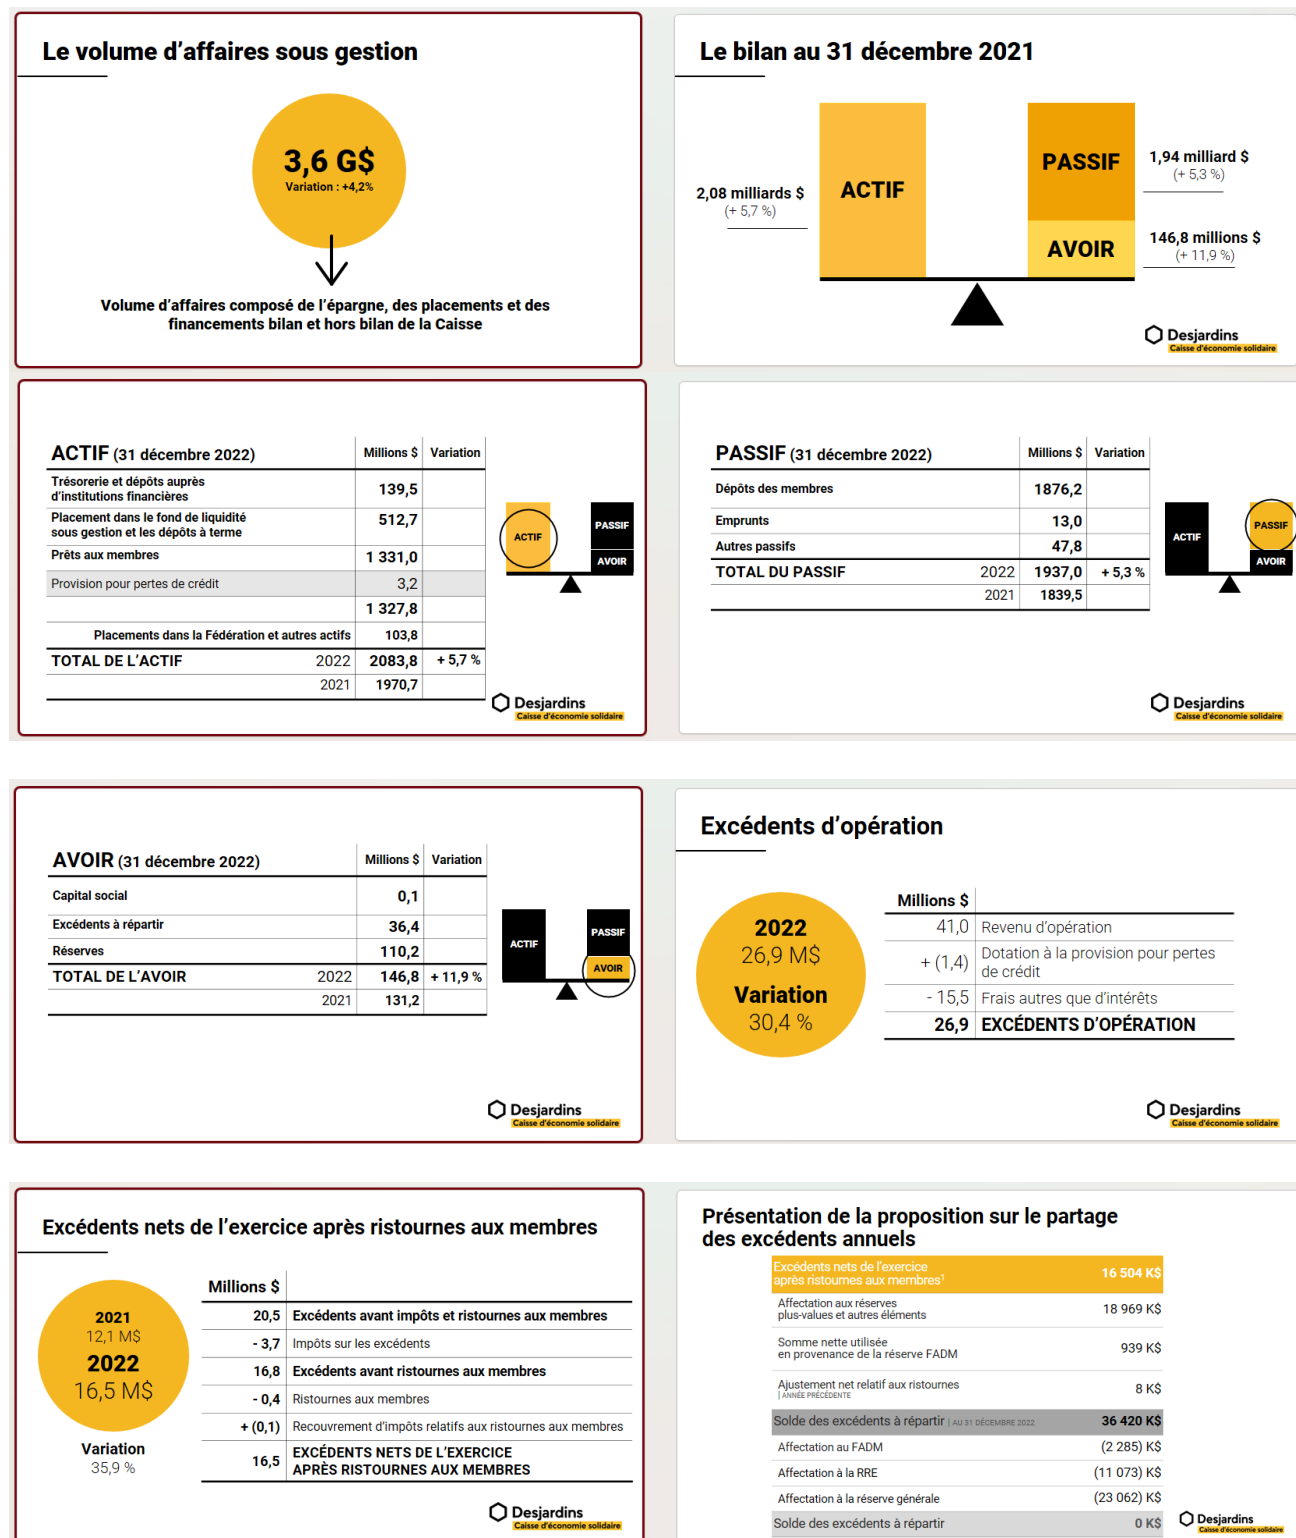 Le volume d'affaires sous gestion
3,6 G$
Variation : +4,2%
Volume d'affaires composé de l'épargne, des placements et des
financements bilan et hors bilan de la Caisse
Le bilan au 31 décembre 2021
2,08 milliards $
(+ 5,7 %)
ACTIF
PASSIF
1,94 milliard $
(+ 5,3 %)
AVOIR
146,8 millions $
(+ 11,9 %)
Desjardins
Caisse d'économie solidaire
ACTIF (31 décembre 2022) Millions $ Variation
Trésorerie et dépôts auprès
d'institutions financières 139,5
Placement dans le fond de liquidité
sous gestion et les dépôts à terme 512,7
Prêts aux membres 1 331,0
Provision pour pertes de crédit 3,2
1 327,8
Placements dans la Fédération et autres actifs 103,8
TOTAL DE L'ACTIF 2022 2083,8 + 5,7 %
2021 1970,7
ACTIF
PASSIF
AVOIR
Desjardins
Caisse d'économie solidaire
PASSIF (31 décembre 2022) Millions $ Variation
Dépôts des membres 1876,2
Emprunts 13,0
Autres passifs 47,8
TOTAL DU PASSIF 2022 1937,0 + 5,3 %
2021 1839,5
ACTIF
PASSIF
AVOIR
Desjardins
Caisse d'économie solidaire
AVOIR (31 décembre 2022) Millions $ Variation
Capital social 0,1
Excédents à répartir 36,4
Réserves 110,2
TOTAL DE L'AVOIR 2022 146,8 + 11,9 %
2021 131,2
ACTIF
PASSIF
AVOIR
Desjardins
Caisse d'économie solidaire
Excédents d'opération
2022
26,9 M$
Variation
30,4 %
Millions $
41,0 Revenu d'opération
+ (1,4) Dotation à la provision pour pertes
de crédit
- 15,5 Frais autres que d'intérêts
26,9 EXCÉDENTS D'OPÉRATION
Desjardins
Caisse d'économie solidaire
Excédents nets de l'exercice après ristournes aux membres
2021
12,1 M$
2022
16,5 M$
Variation
35,9 %
Millions $
20,5 Excédents avant impôts et ristournes aux membres
- 3,7 Impôts sur les excédents
16,8 Excédents avant ristournes aux membres
- 0,4 Ristournes aux membres
+ (0,1) Recouvrement d'impôts relatifs aux ristournes aux membres
16,5 EXCÉDENTS NETS DE L'EXERCICE
APRÈS RISTOURNES AUX MEMBRES
Desjardins
Caisse d'économie solidaire
Présentation de la proposition sur le partage
des excédents annuels
Excédents nets de l'exercice
après ristournes aux membres¹ 16 504 K$
Affectation aux réserves
plus-values et autres éléments 18 969 K$
Somme nette utilisée
en provenance de la réserve FADM 939 K$
Ajustement net relatif aux ristournes 8 K$
| ANNÉE PRÉCÉDENTE
Solde des excédents à répartir | AU 31 DÉCEMBRE 2022 36 420 K$
Affectation au FADM (2 285) K$
Affectation à la RRE (11 073) K$
Affectation à la réserve générale (23 062) K$
Solde des excédents à répartir 0 K$
Desjardins
Caisse d'économie solidaire